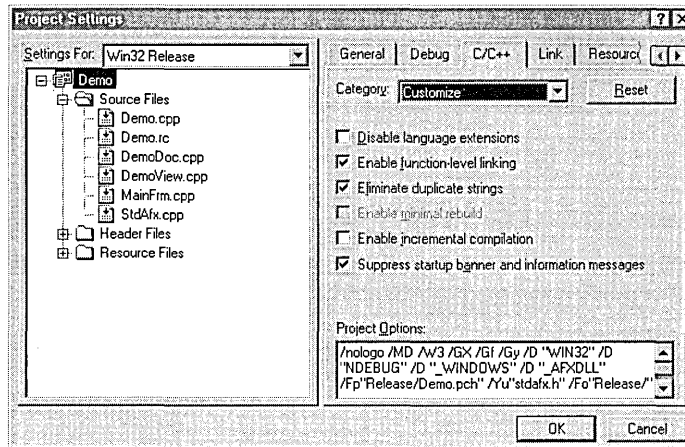 Project Settings
Settings For: Win32 Release
Demo
Source Files
Demo.cpp
Demo.rc
DemoDoc.cpp
DemoView.cpp
MainFrm.cpp
StdAfx.cpp
Header Files
Resource Files
General Debug C/C++ Link Resourc
Category: Customize Reset
Disable language extensions
Enable function-level linking
Eliminate duplicate strings
Enable minimal rebuild
Enable incremental compilation
Suppress startup banner and information messages
Project Options:
/nologo /MD /W3 /GX /Gf /Gy /D "WIN32" /D
"NDEBUG" /D "_WINDOWS" /D "_AFXDLL"
/Fp"Release/Demo.pch" /Yu"stdafx.h" /Fo"Release/"
OK Cancel